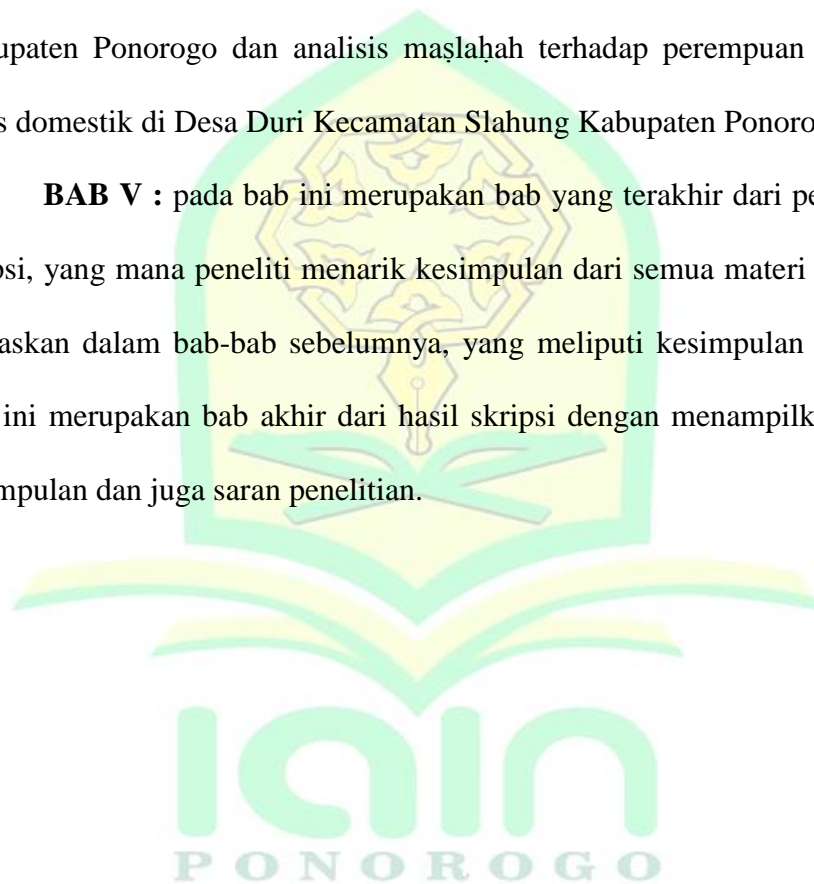 upaten Ponorogo dan analisis maṣlaḥah terhadap perempuan
s domestik di Desa Duri Kecamatan Slahung Kabupaten Ponoro
BAB V : pada bab ini merupakan bab yang terakhir dari pe
osi, yang mana peneliti menarik kesimpulan dari semua materi
askan dalam bab-bab sebelumnya, yang meliputi kesimpulan
ini merupakan bab akhir dari hasil skripsi dengan menampilk
mpulan dan juga saran penelitian.
IAIN
PONOROGO